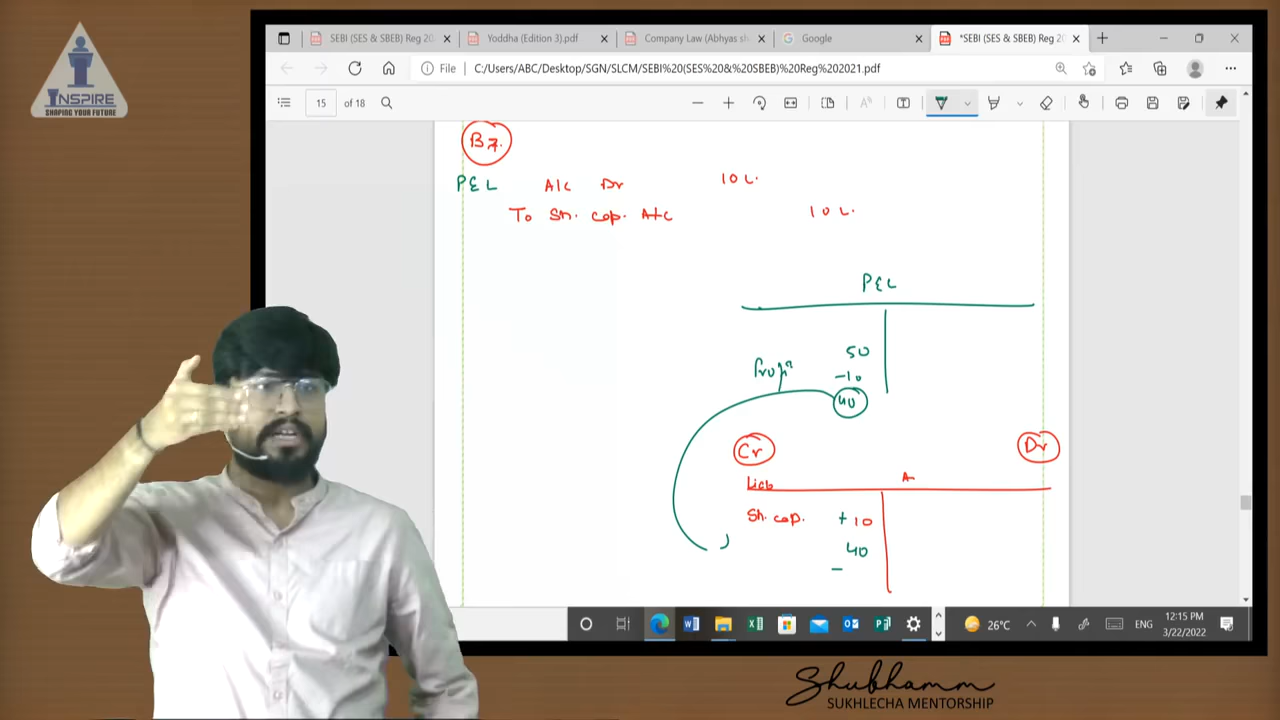 INSPIRE
SHAPING YOUR FUTURE
SEBI (SES & SBEB) Reg 20
Yoddha (Edition 3).pdf
Company Law (Abhyas sh
Google
*SEBI (SES & SBEB) Reg 20
File
C:/Users/ABC/Desktop/SGN/SLCM/SEBI%20(SES%20&%20SBEB)%20Reg%202021.pdf
15 of 18
P&L A/c Dr 10 L.
To Sh. cap. A/c 10 L.
P&L
50
-10
40
Cr Dr
Liab A
Sh. cap. + 10
40
-
26°C
ENG
12:15 PM
3/22/2022
Shubhamm
SUKHLECHA MENTORSHIP